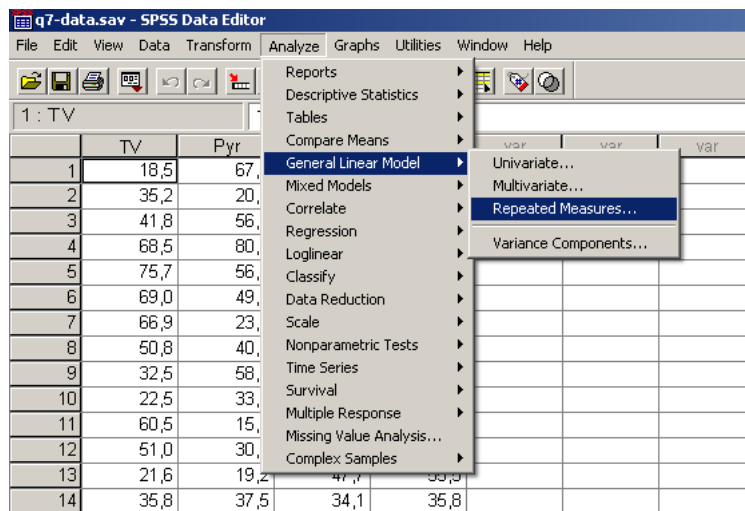 q7-data.sav - SPSS Data Editor
File Edit View Data Transform Analyze Graphs Utilities Window Help
1 : TV
TV Pyr var var var
1 18,5 67,
2 35,2 20,
3 41,8 56,
4 68,5 80,
5 75,7 56,
6 69,0 49,
7 66,9 23,
8 50,8 40,
9 32,5 58,
10 22,5 33,
11 60,5 15,
12 51,0 30,
13 21,6 19,2 47,7
14 35,8 37,5 34,1 35,8
Reports
Descriptive Statistics
Tables
Compare Means
General Linear Model
Mixed Models
Correlate
Regression
Loglinear
Classify
Data Reduction
Scale
Nonparametric Tests
Time Series
Survival
Multiple Response
Missing Value Analysis...
Complex Samples
Univariate...
Multivariate...
Repeated Measures...
Variance Components...